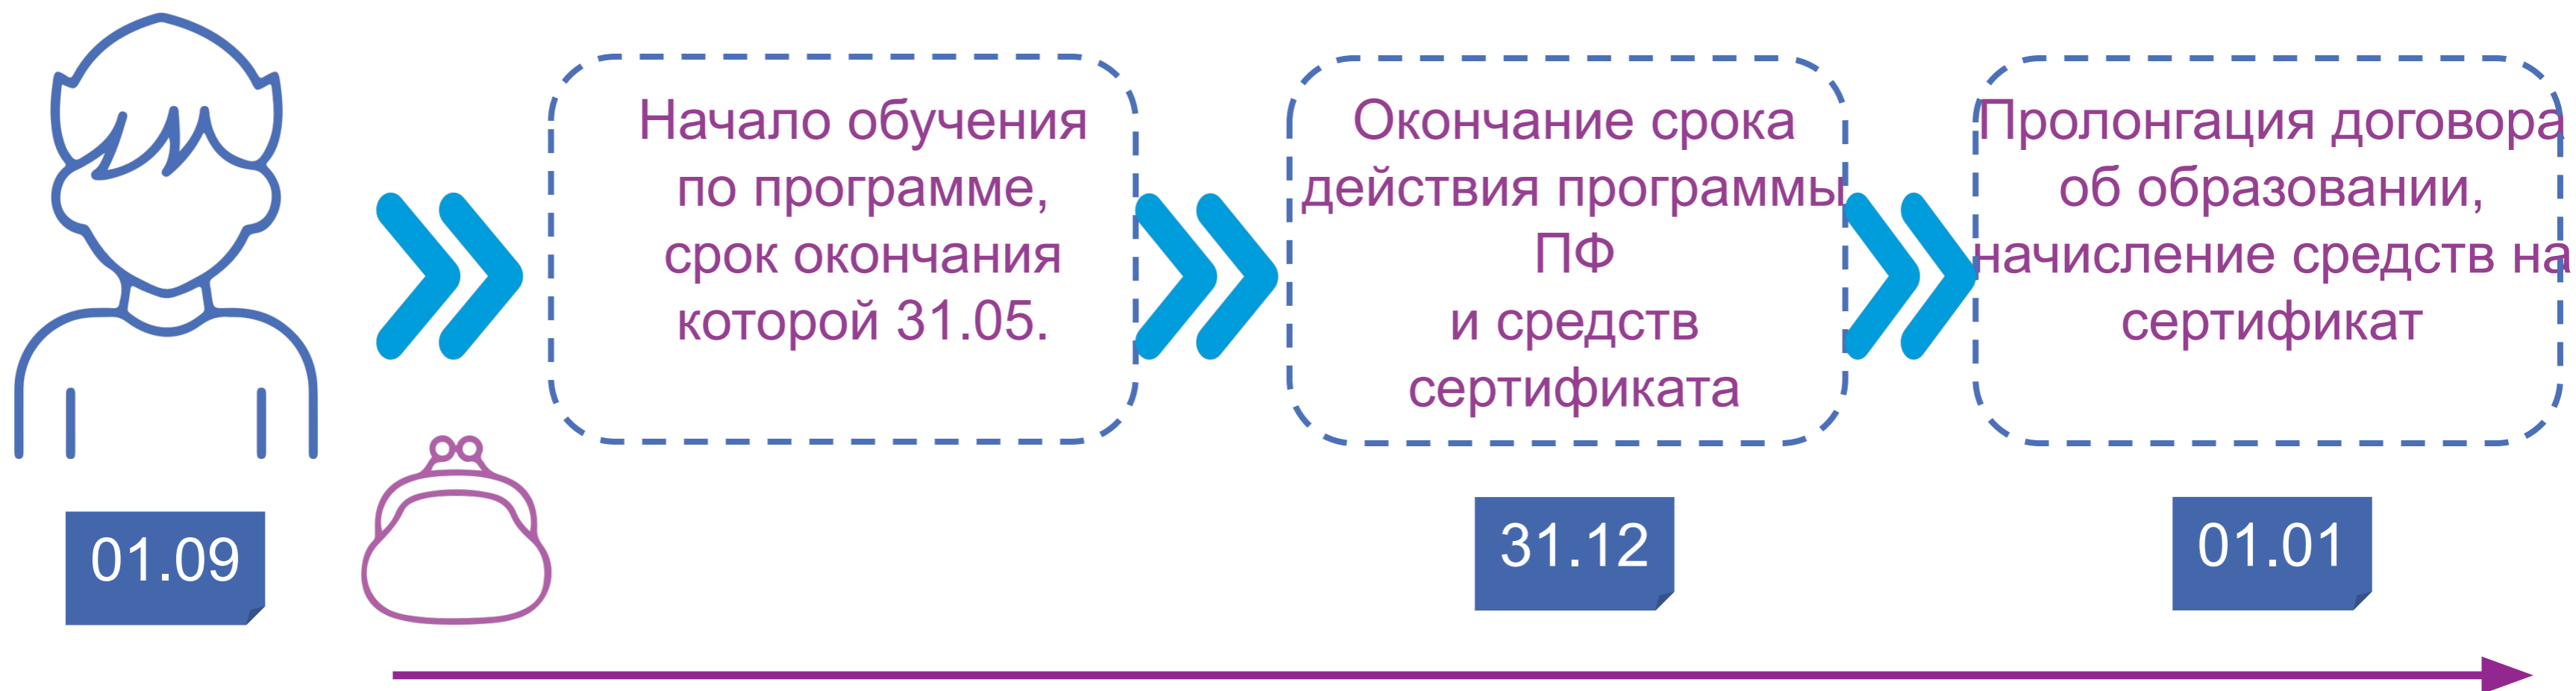 Начало обучения
по программе,
срок окончания
которой 31.05.
Окончание срока
действия программы
ПФ
и средств
сертификата
Пролонгация договора
об образовании,
начисление средств на
сертификат
01.09
31.12
01.01